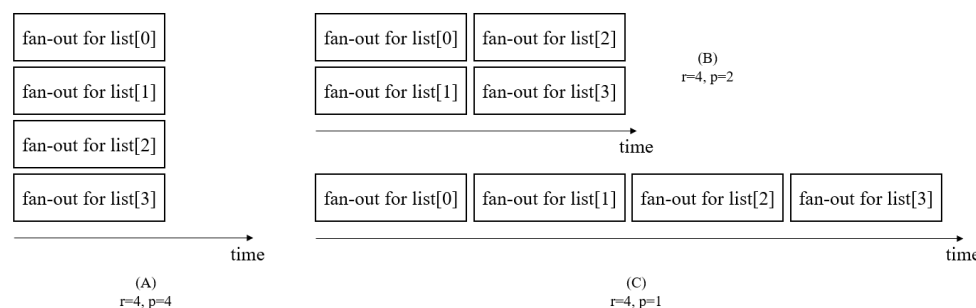 fan-out for list[0]
fan-out for list[1]
fan-out for list[2]
fan-out for list[3]
time
(A)
r=4, p=4
fan-out for list[0] fan-out for list[2]
fan-out for list[1] fan-out for list[3]
time
(B)
r=4, p=2
fan-out for list[0] fan-out for list[1] fan-out for list[2] fan-out for list[3]
time
(C)
r=4, p=1